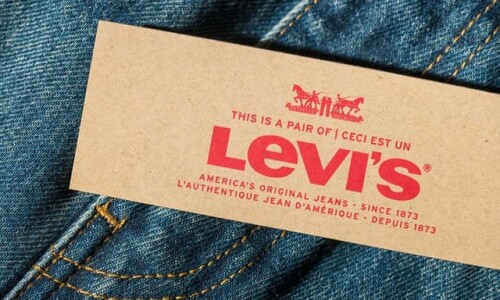 THIS IS A PAIR OF | CECI EST UN
LEVI'S®
AMERICA'S ORIGINAL JEANS - SINCE 1873
L'AUTHENTIQUE JEAN D'AMÉRIQUE - DEPUIS 1873